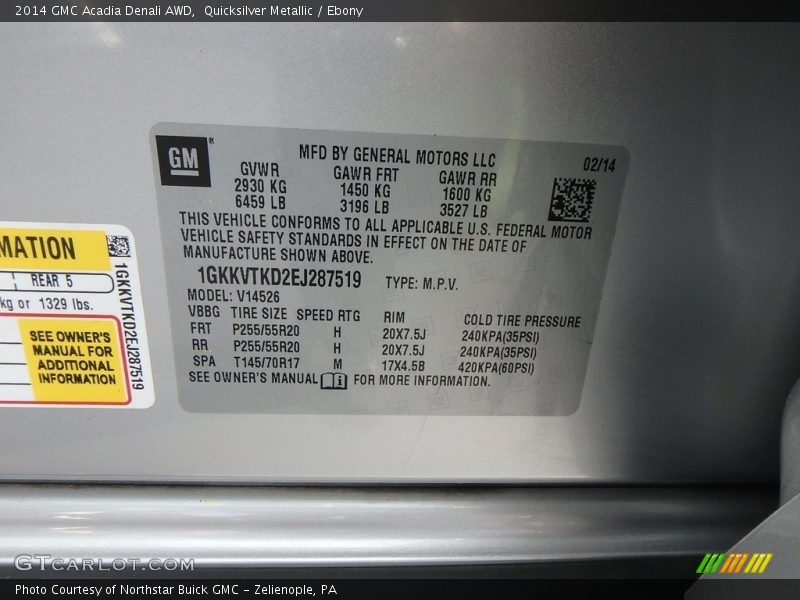 2014 GMC Acadia Denali AWD, Quicksilver Metallic / Ebony
GM
®
MFD BY GENERAL MOTORS LLC
02/14
GVWR GAWR FRT GAWR RR
2930 KG 1450 KG 1600 KG
6459 LB 3196 LB 3527 LB
THIS VEHICLE CONFORMS TO ALL APPLICABLE U.S. FEDERAL MOTOR
VEHICLE SAFETY STANDARDS IN EFFECT ON THE DATE OF
MANUFACTURE SHOWN ABOVE.
1GKKVTKD2EJ287519 TYPE: M.P.V.
MODEL: V14526
VBBG TIRE SIZE SPEED RTG RIM COLD TIRE PRESSURE
FRT P255/55R20 H 20X7.5J 240KPA(35PSI)
RR P255/55R20 H 20X7.5J 240KPA(35PSI)
SPA T145/70R17 M 17X4.5B 420KPA(60PSI)
SEE OWNER'S MANUAL FOR MORE INFORMATION.
MATION
REAR 5
kg or 1329 lbs.
SEE OWNER'S
MANUAL FOR
ADDITIONAL
INFORMATION
1GKKVTKD2EJ287519
GTCARLOT.COM
Photo Courtesy of Northstar Buick GMC - Zelienople, PA